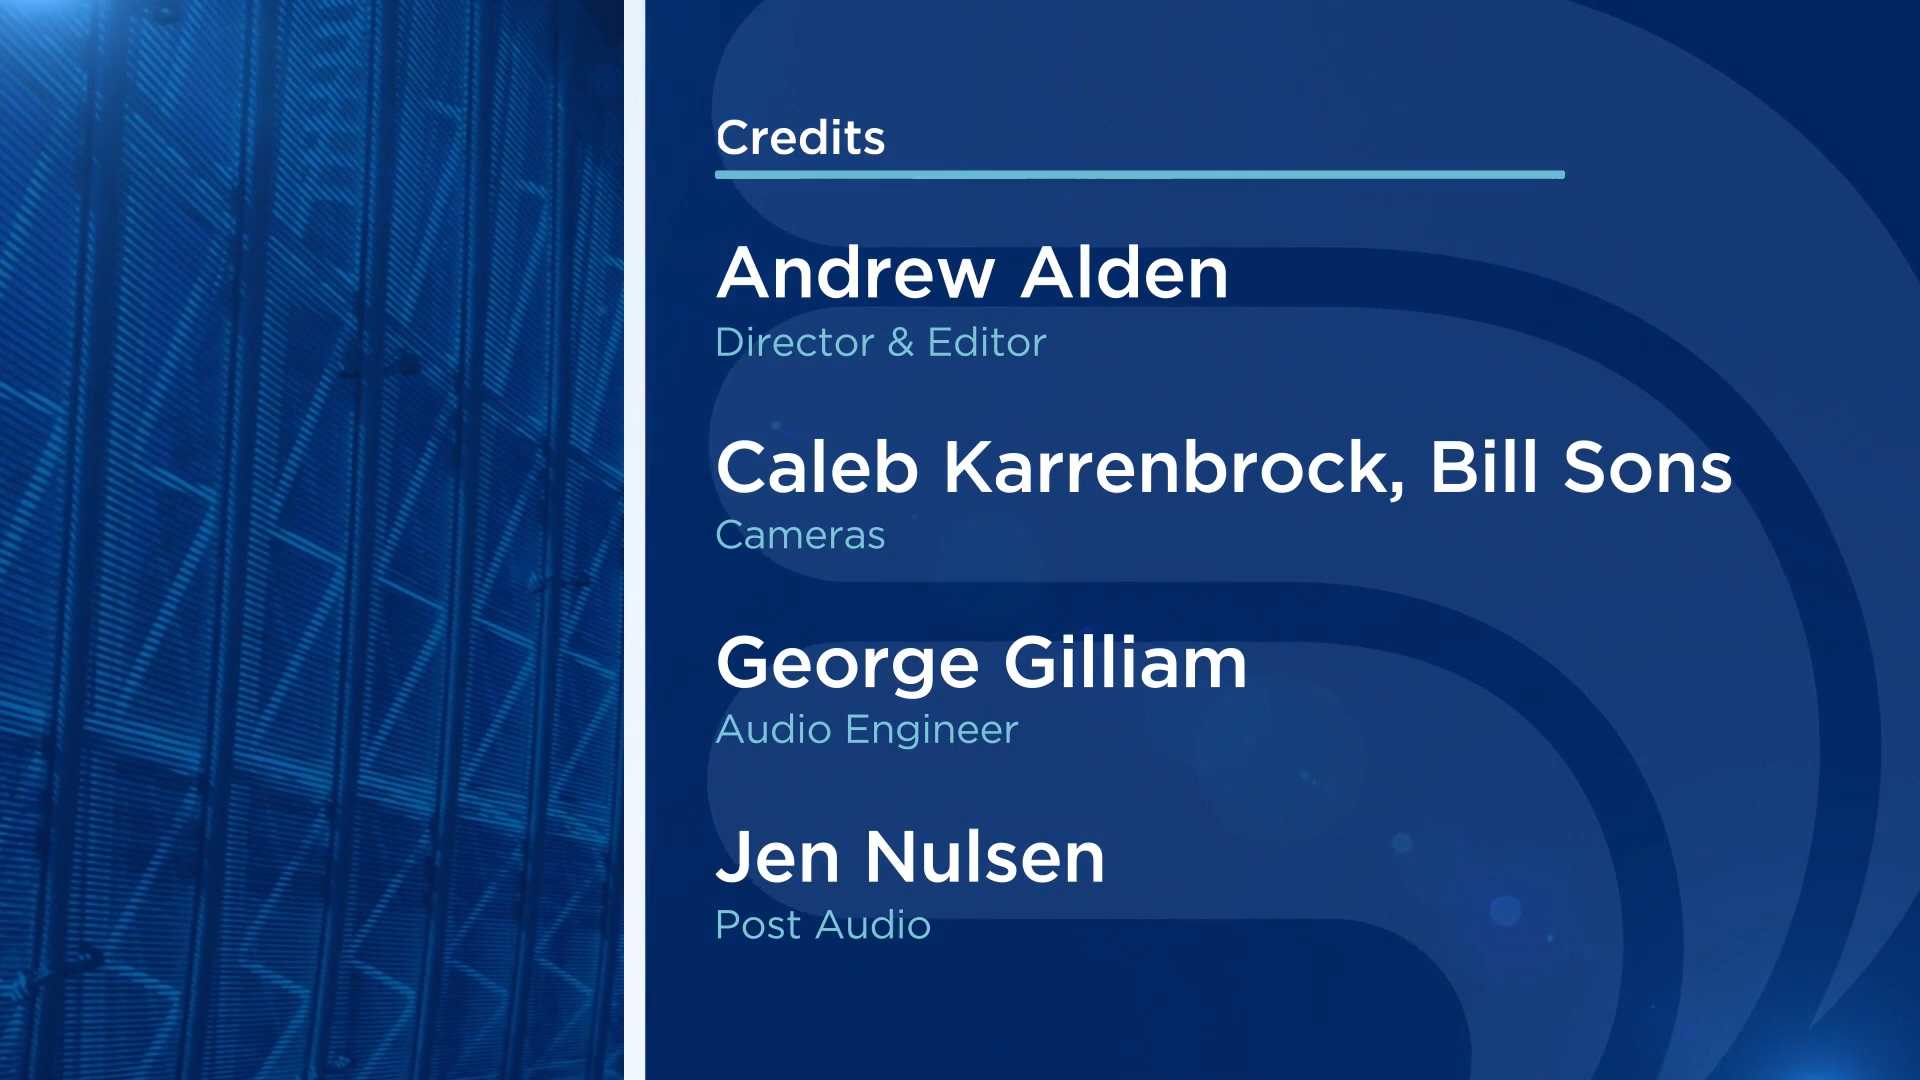 Credits
Andrew Alden
Director & Editor
Caleb Karrenbrock, Bill Sons
Cameras
George Gilliam
Audio Engineer
Jen Nulsen
Post Audio